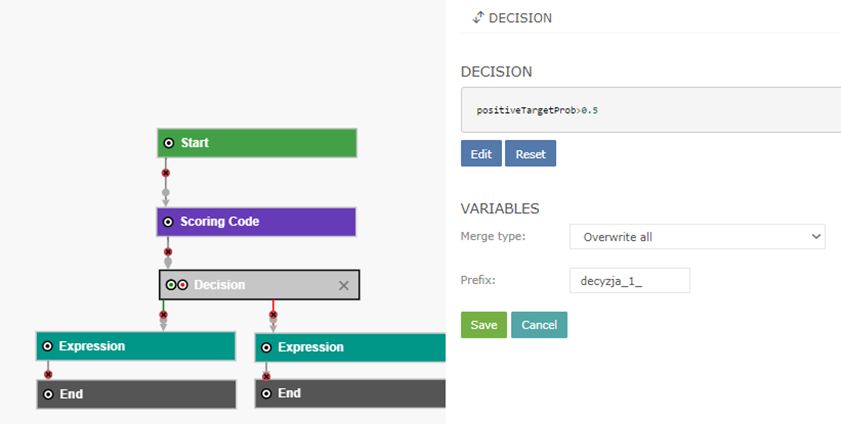 Start
Scoring Code
Decision
Expression
End
Expression
End
DECISION
DECISION
positiveTargetProb>0.5
Edit Reset
VARIABLES
Merge type: Overwrite all
Prefix: decyzja_1_
Save Cancel